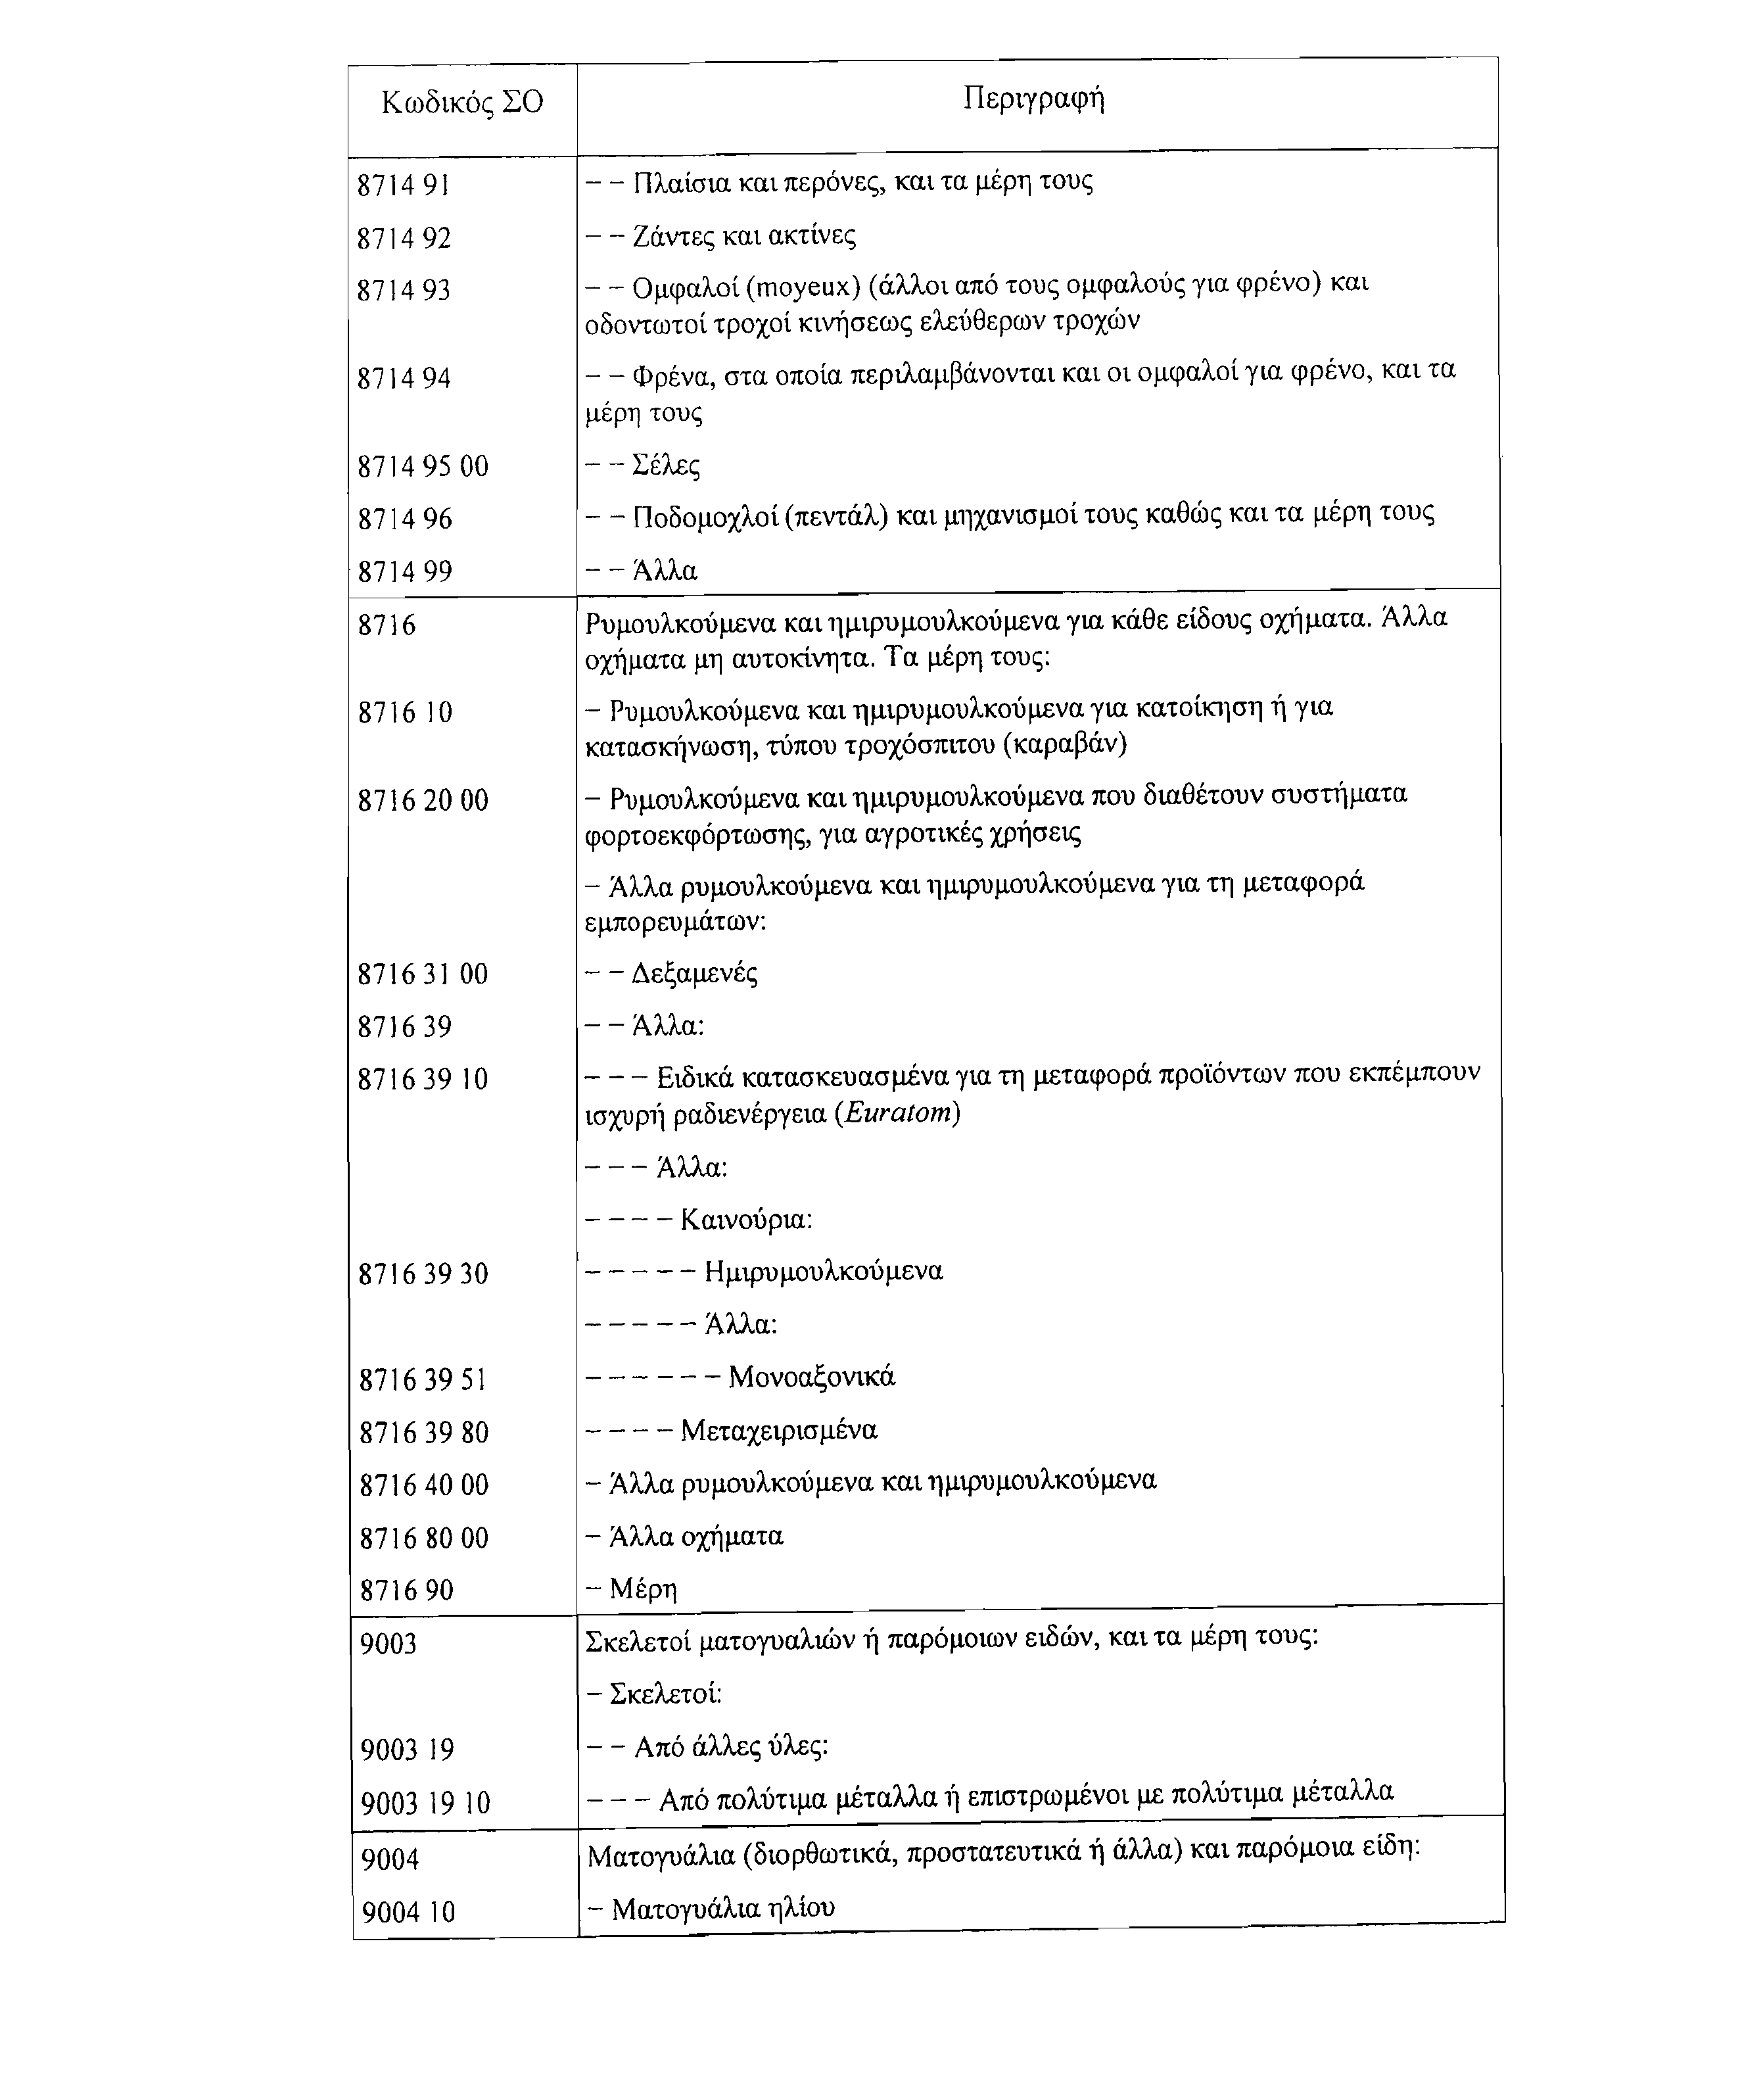 Κωδικός ΣΟ Περιγραφή
8714 91 – – Πλαίσια και περόνες, και τα μέρη τους
8714 92 – – Ζάντες και ακτίνες
8714 93 – – Ομφαλοί (moyeux) (άλλοι από τους ομφαλούς για φρένο) και
οδοντωτοί τροχοί κινήσεως ελεύθερων τροχών
8714 94 – – Φρένα, στα οποία περιλαμβάνονται και οι ομφαλοί για φρένο, και τα
μέρη τους
8714 95 00 – – Σέλες
8714 96 – – Ποδομοχλοί (πεντάλ) και μηχανισμοί τους καθώς και τα μέρη τους
8714 99 – – Άλλα
8716 Ρυμουλκούμενα και ημιρυμουλκούμενα για κάθε είδους οχήματα. Άλλα
οχήματα μη αυτοκίνητα. Τα μέρη τους:
8716 10 – Ρυμουλκούμενα και ημιρυμουλκούμενα για κατοίκηση ή για
κατασκήνωση, τύπου τροχόσπιτου (καραβάν)
8716 20 00 – Ρυμουλκούμενα και ημιρυμουλκούμενα που διαθέτουν συστήματα
φορτοεκφόρτωσης, για αγροτικές χρήσεις
– Άλλα ρυμουλκούμενα και ημιρυμουλκούμενα για τη μεταφορά
εμπορευμάτων:
8716 31 00 – – Δεξαμενές
8716 39 – – Άλλα:
8716 39 10 – – – Ειδικά κατασκευασμένα για τη μεταφορά προϊόντων που εκπέμπουν
ισχυρή ραδιενέργεια (Euratom)
– – – Άλλα:
– – – – Καινούρια:
8716 39 30 – – – – – Ημιρυμουλκούμενα
– – – – – Άλλα:
8716 39 51 – – – – – – Μονοαξονικά
8716 39 80 – – – – Μεταχειρισμένα
8716 40 00 – Άλλα ρυμουλκούμενα και ημιρυμουλκούμενα
8716 80 00 – Άλλα οχήματα
8716 90 – Μέρη
9003 Σκελετοί ματογυαλιών ή παρόμοιων ειδών, και τα μέρη τους:
– Σκελετοί:
9003 19 – – Από άλλες ύλες:
9003 19 10 – – – Από πολύτιμα μέταλλα ή επιστρωμένοι με πολύτιμα μέταλλα
9004 Ματογυάλια (διορθωτικά, προστατευτικά ή άλλα) και παρόμοια είδη:
9004 10 – Ματογυάλια ηλίου